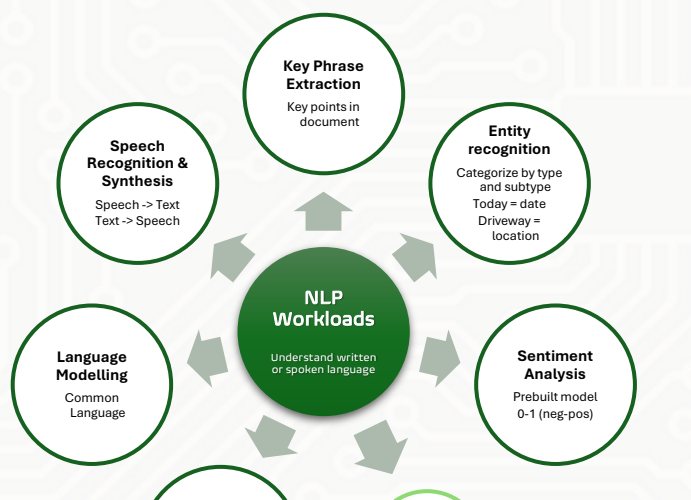 Key Phrase
Extraction
Key points in
document
Speech
Recognition &
Synthesis
Speech -> Text
Text -> Speech
Entity
recognition
Categorize by type
and subtype
Today = date
Driveway =
location
NLP
Workloads
Understand written
or spoken language
Language
Modelling
Common
Language
Sentiment
Analysis
Prebuilt model
0-1 (neg-pos)